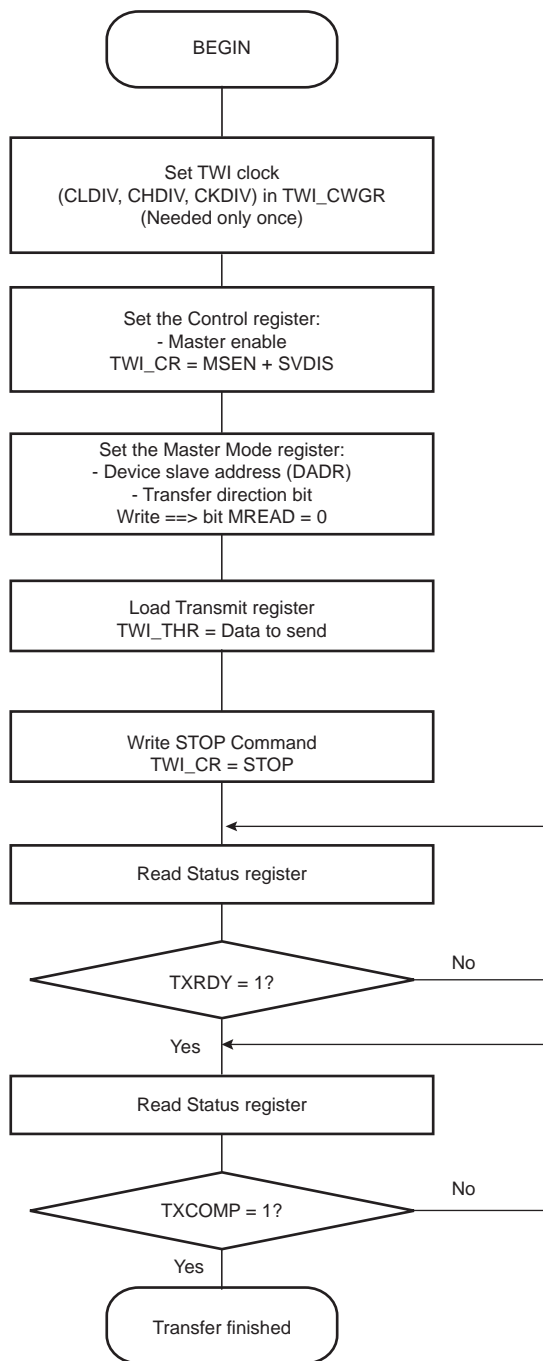 BEGIN
Set TWI clock
(CLDIV, CHDIV, CKDIV) in TWI_CWGR
(Needed only once)
Set the Control register:
- Master enable
TWI_CR = MSEN + SVDIS
Set the Master Mode register:
- Device slave address (DADR)
- Transfer direction bit
Write ==> bit MREAD = 0
Load Transmit register
TWI_THR = Data to send
Write STOP Command
TWI_CR = STOP
Read Status register
TXRDY = 1?
No
Yes
Read Status register
TXCOMP = 1?
No
Yes
Transfer finished